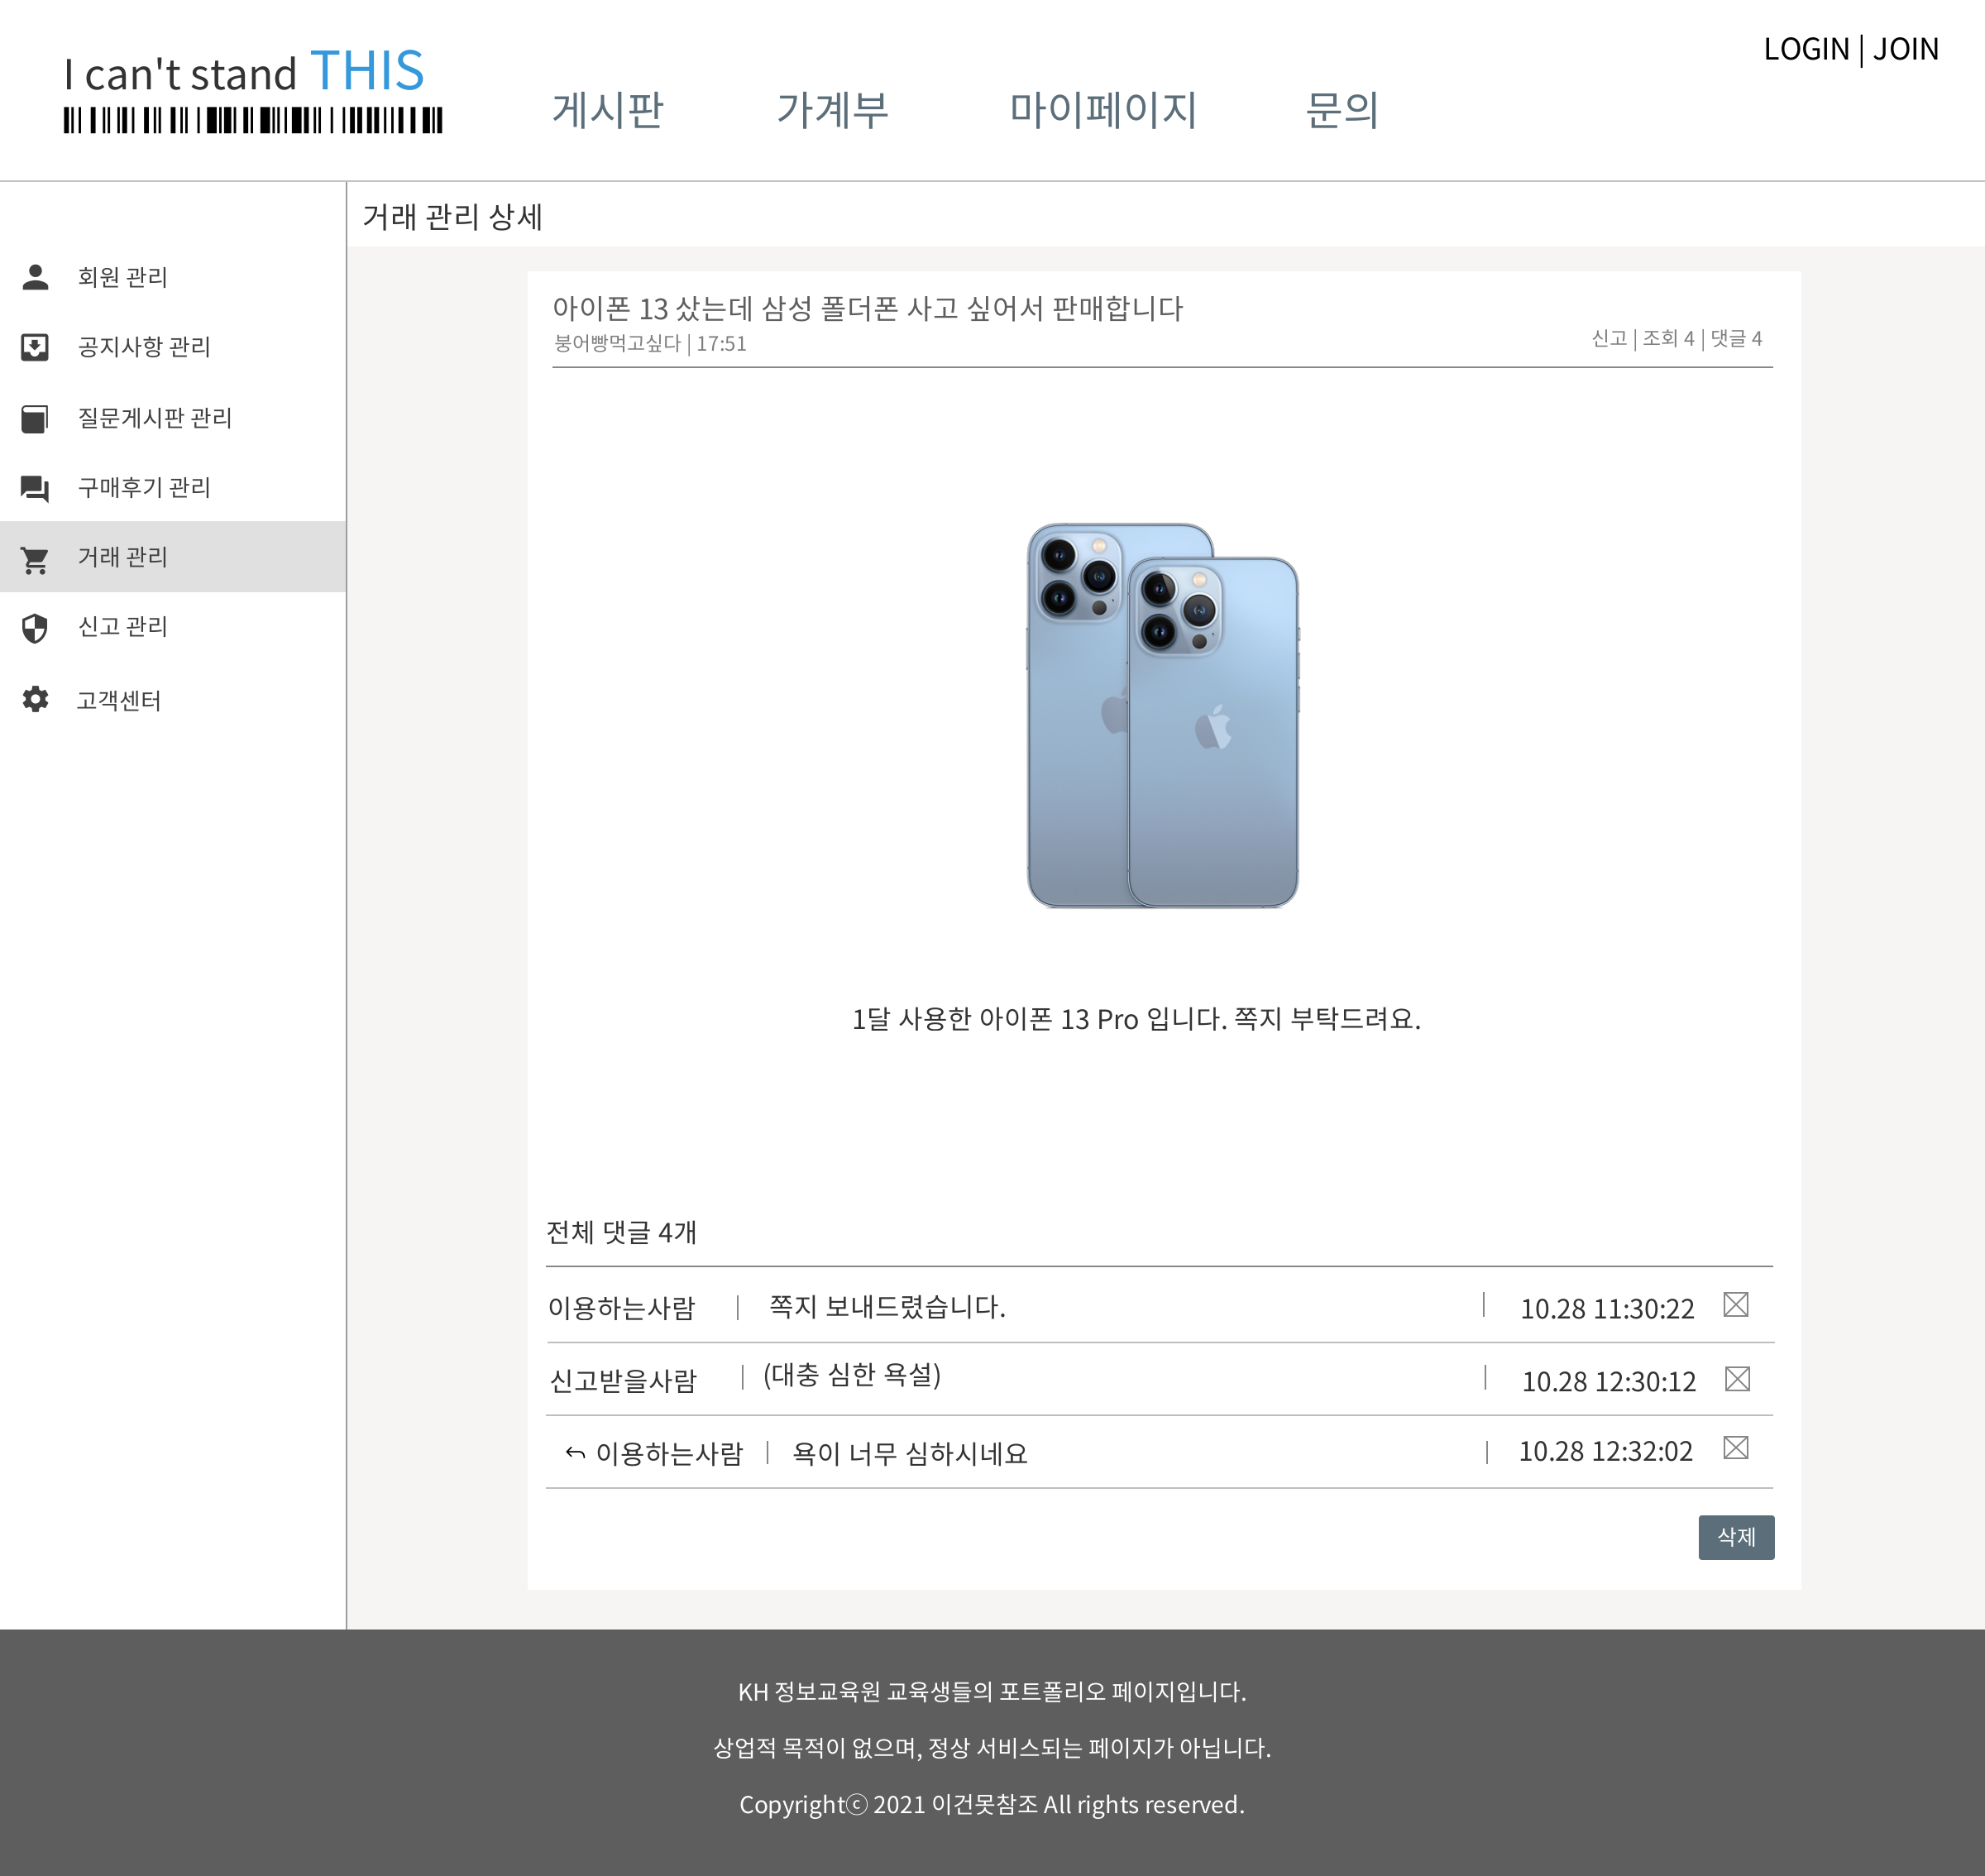 I can't stand THIS
LOGIN | JOIN
게시판 가계부 마이페이지 문의
거래 관리 상세
회원 관리
공지사항 관리
질문게시판 관리
구매후기 관리
거래 관리
신고 관리
고객센터
아이폰 13 샀는데 삼성 폴더폰 사고 싶어서 판매합니다
붕어빵먹고싶다 | 17:51
신고 | 조회 4 | 댓글 4
1달 사용한 아이폰 13 Pro 입니다. 쪽지 부탁드려요.
전체 댓글 4개
이용하는사람 | 쪽지 보내드렸습니다. | 10.28 11:30:22
신고받을사람 | (대충 심한 욕설) | 10.28 12:30:12
이용하는사람 | 욕이 너무 심하시네요 | 10.28 12:32:02
삭제
KH 정보교육원 교육생들의 포트폴리오 페이지입니다.
상업적 목적이 없으며, 정상 서비스되는 페이지가 아닙니다.
Copyrightⓒ 2021 이건못참조 All rights reserved.